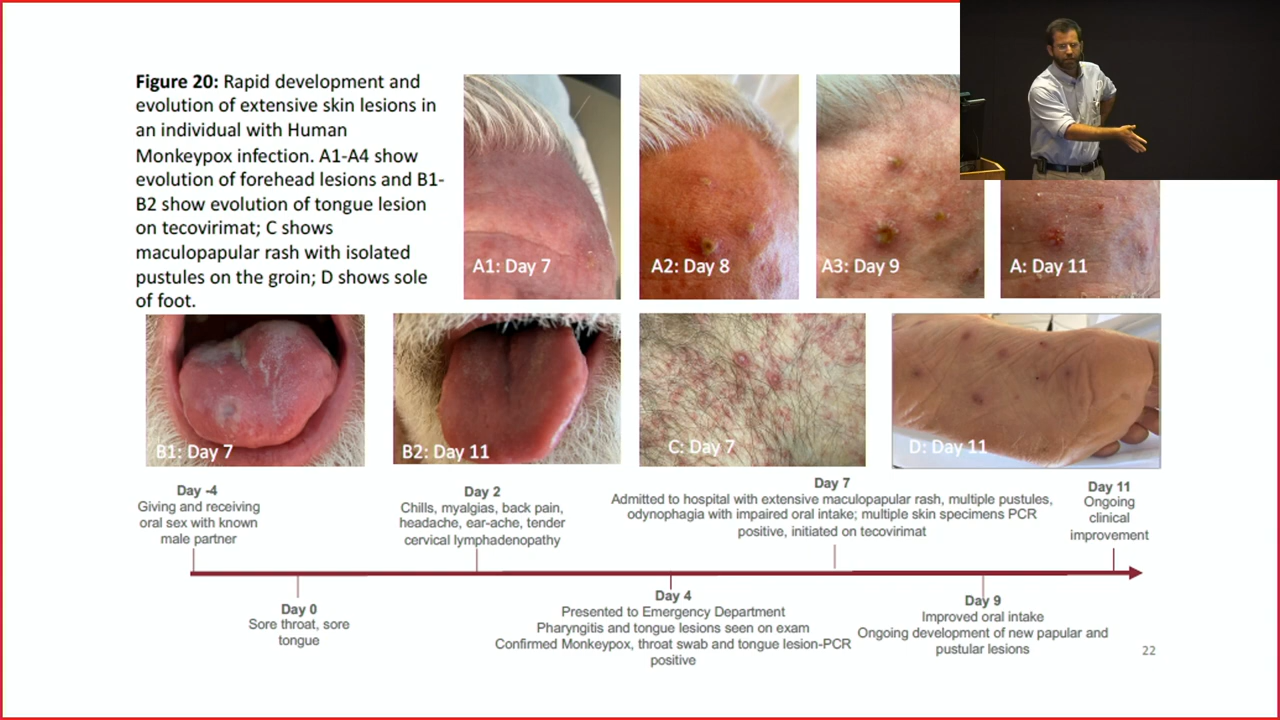 Figure 20: Rapid development and
evolution of extensive skin lesions in
an individual with Human
Monkeypox infection. A1-A4 show
evolution of forehead lesions and B1-
B2 show evolution of tongue lesion
on tecovirimat; C shows
maculopapular rash with isolated
pustules on the groin; D shows sole
of foot.
A1: Day 7
A2: Day 8
A3: Day 9
A: Day 11
B1: Day 7
B2: Day 11
C: Day 7
D: Day 11
Day -4
Giving and receiving
oral sex with known
male partner
Day 2
Chills, myalgias, back pain,
headache, ear-ache, tender
cervical lymphadenopathy
Day 7
Admitted to hospital with extensive maculopapular rash, multiple pustules,
odynophagia with impaired oral intake; multiple skin specimens PCR
positive, initiated on tecovirimat
Day 11
Ongoing
clinical
improvement
Day 0
Sore throat, sore
tongue
Day 4
Presented to Emergency Department
Pharyngitis and tongue lesions seen on exam
Confirmed Monkeypox, throat swab and tongue lesion-PCR
positive
Day 9
Improved oral intake
Ongoing development of new papular and
pustular lesions
22